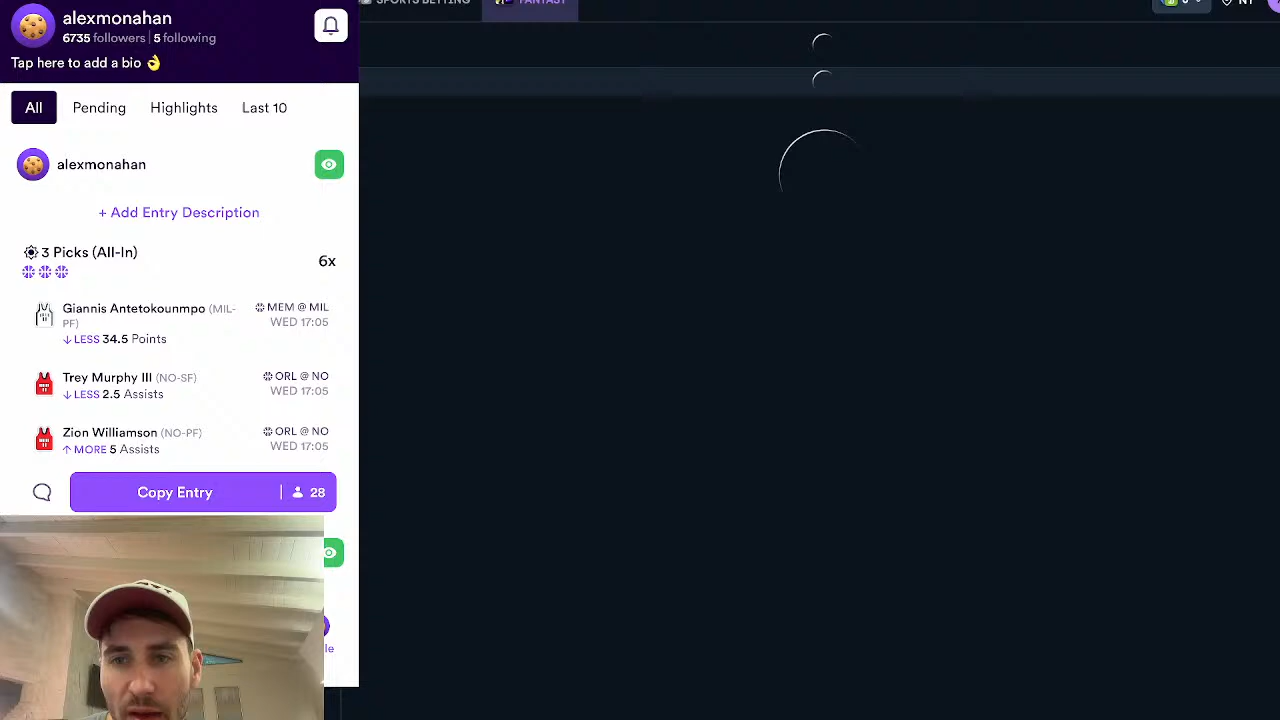 alexmonahan
6735 followers | 5 following
Tap here to add a bio 👌
All
Pending
Highlights
Last 10
alexmonahan
+ Add Entry Description
3 Picks (All-In)
6x
Giannis Antetokounmpo (MIL-
PF)
↓ LESS 34.5 Points
MEM @ MIL
WED 17:05
Trey Murphy III (NO-SF)
↓ LESS 2.5 Assists
ORL @ NO
WED 17:05
Zion Williamson (NO-PF)
↑ MORE 5 Assists
ORL @ NO
WED 17:05
Copy Entry
28
le
SPORTS BETTING
FANTASY
NY